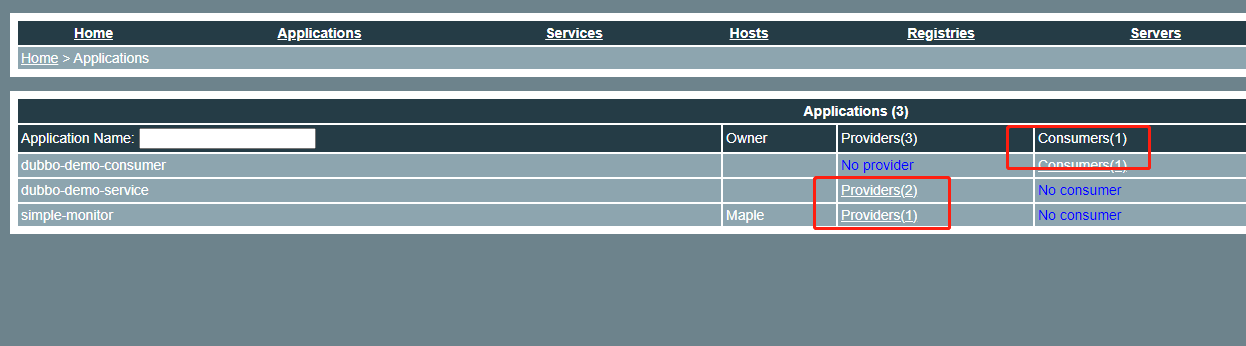 Home Applications Services Hosts Registries Servers
Home > Applications
Applications (3)
Application Name: Owner Providers(3) Consumers(1)
dubbo-demo-consumer No provider Consumers(1)
dubbo-demo-service Providers(2) No consumer
simple-monitor Maple Providers(1) No consumer